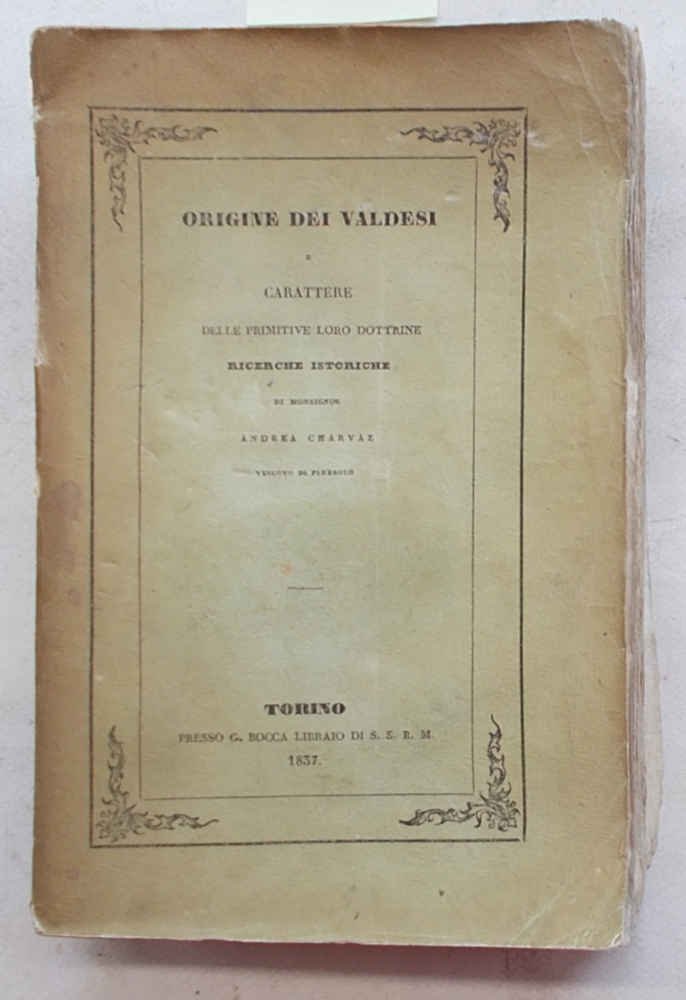 ORIGINE DEI VALDESI
E
CARATTERE
DELLE PRIMITIVE LORO DOTTRINE
RICERCHE ISTORICHE
DI MONSIGNOR
ANDREA CHARVAZ
VESCOVO DI PINEROLO
TORINO
PRESSO G. BOCCA LIBRAIO DI S. S. R. M.
1837.